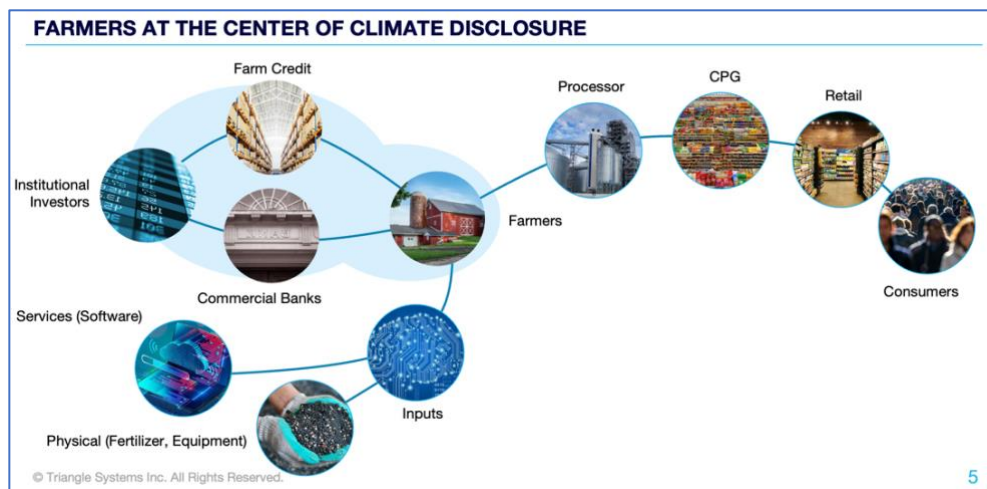 FARMERS AT THE CENTER OF CLIMATE DISCLOSURE
Farm Credit
Processor
CPG
Retail
Institutional
Investors
Farmers
Consumers
Commercial Banks
Services (Software)
Inputs
Physical (Fertilizer, Equipment)
© Triangle Systems Inc. All Rights Reserved.
5